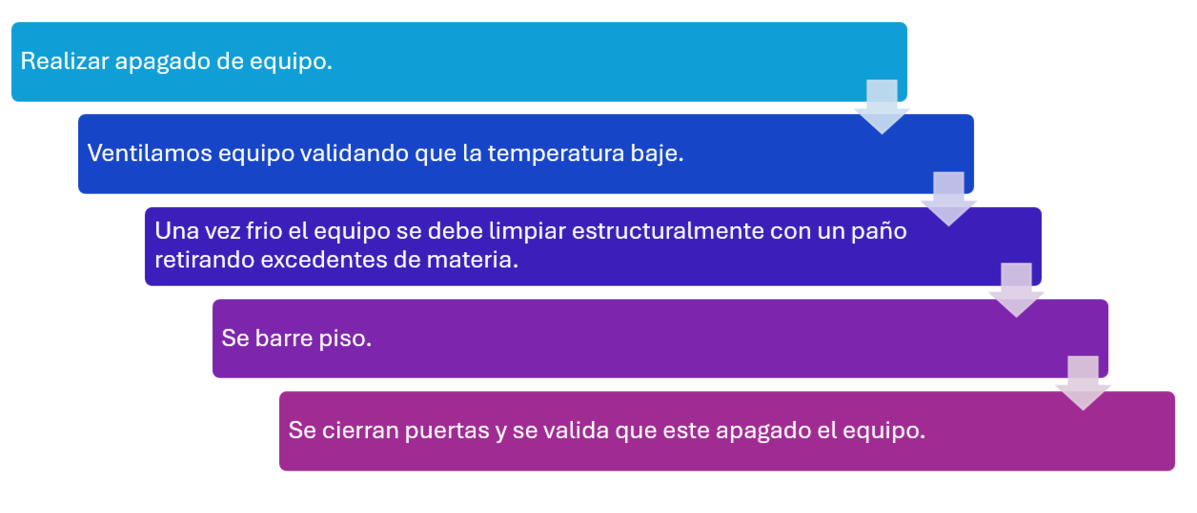 Realizar apagado de equipo.
Ventilamos equipo validando que la temperatura baje.
Una vez frio el equipo se debe limpiar estructuralmente con un paño
retirando excedentes de materia.
Se barre piso.
Se cierran puertas y se valida que este apagado el equipo.